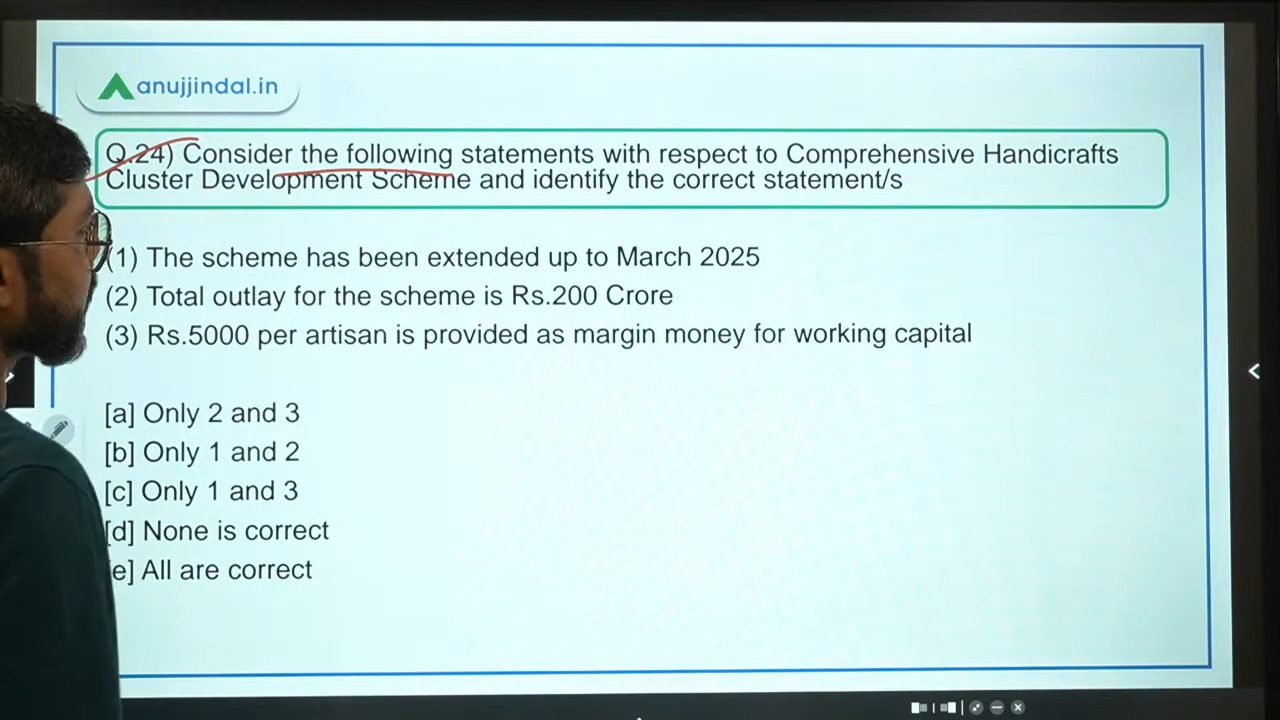 anujjindal.in
Q.24) Consider the following statements with respect to Comprehensive Handicrafts
Cluster Development Scheme and identify the correct statement/s
(1) The scheme has been extended up to March 2025
(2) Total outlay for the scheme is Rs.200 Crore
(3) Rs.5000 per artisan is provided as margin money for working capital
[a] Only 2 and 3
[b] Only 1 and 2
[c] Only 1 and 3
[d] None is correct
e] All are correct